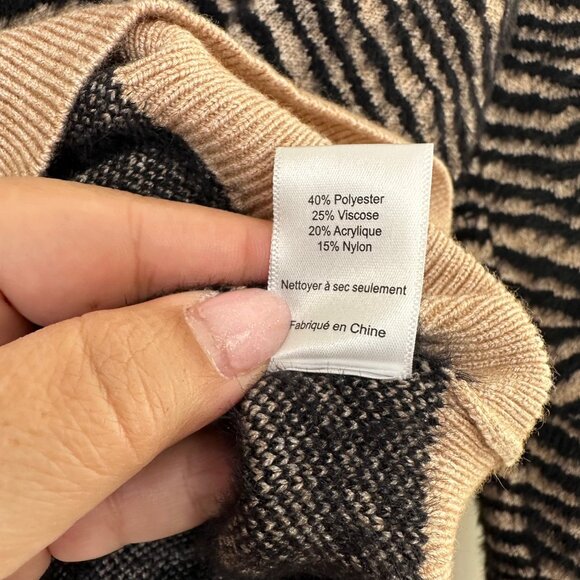 40% Polyester
25% Viscose
20% Acrylique
15% Nylon
Nettoyer à sec seulement
Fabriqué en Chine